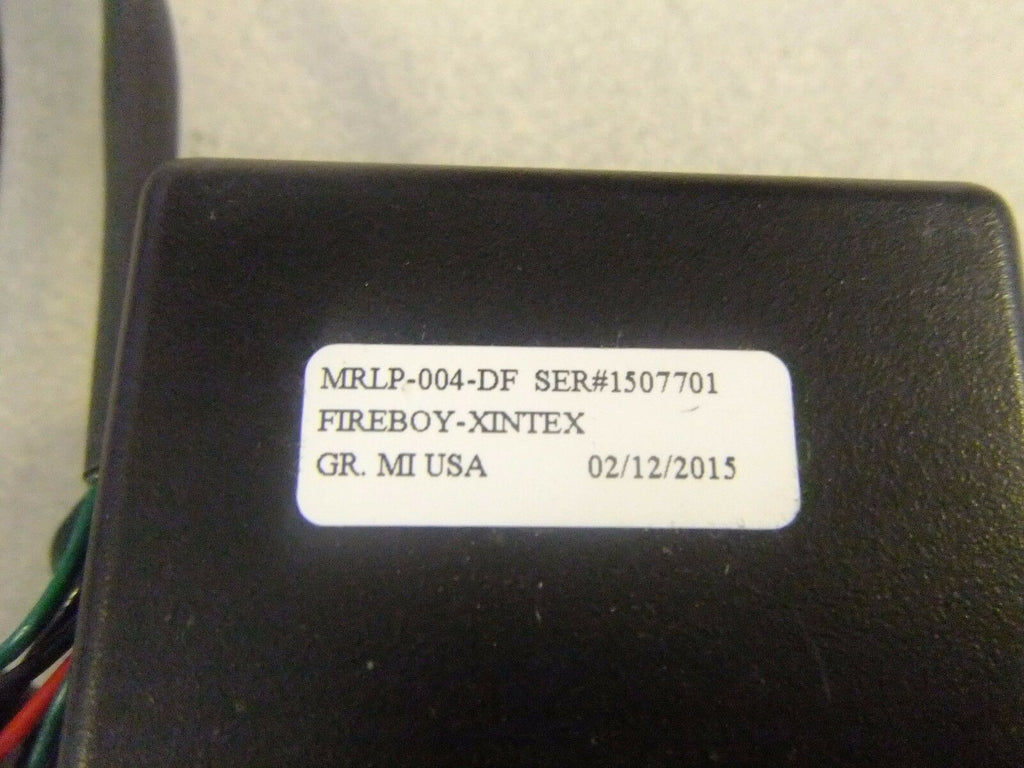 MRLP-004-DF SER#1507701
FIREBOY-XINTEX
GR. MI USA 02/12/2015